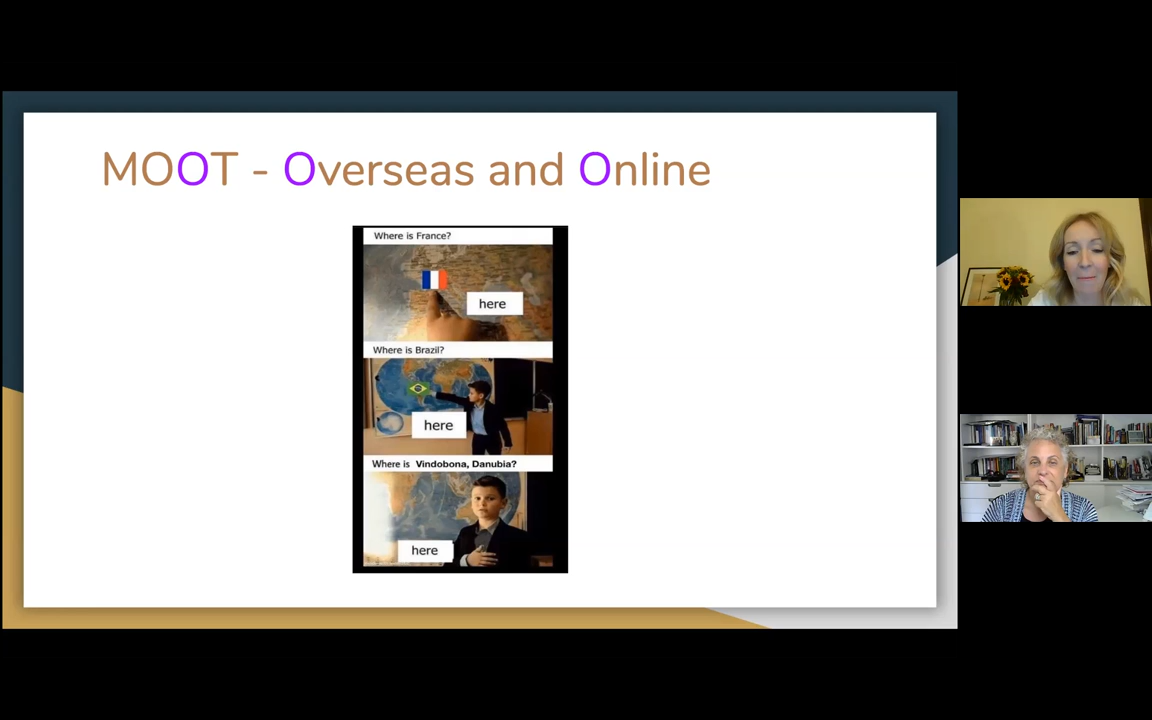 MOOT - Overseas and Online
Where is France?
here
Where is Brazil?
here
Where is Vindobona, Danubia?
here